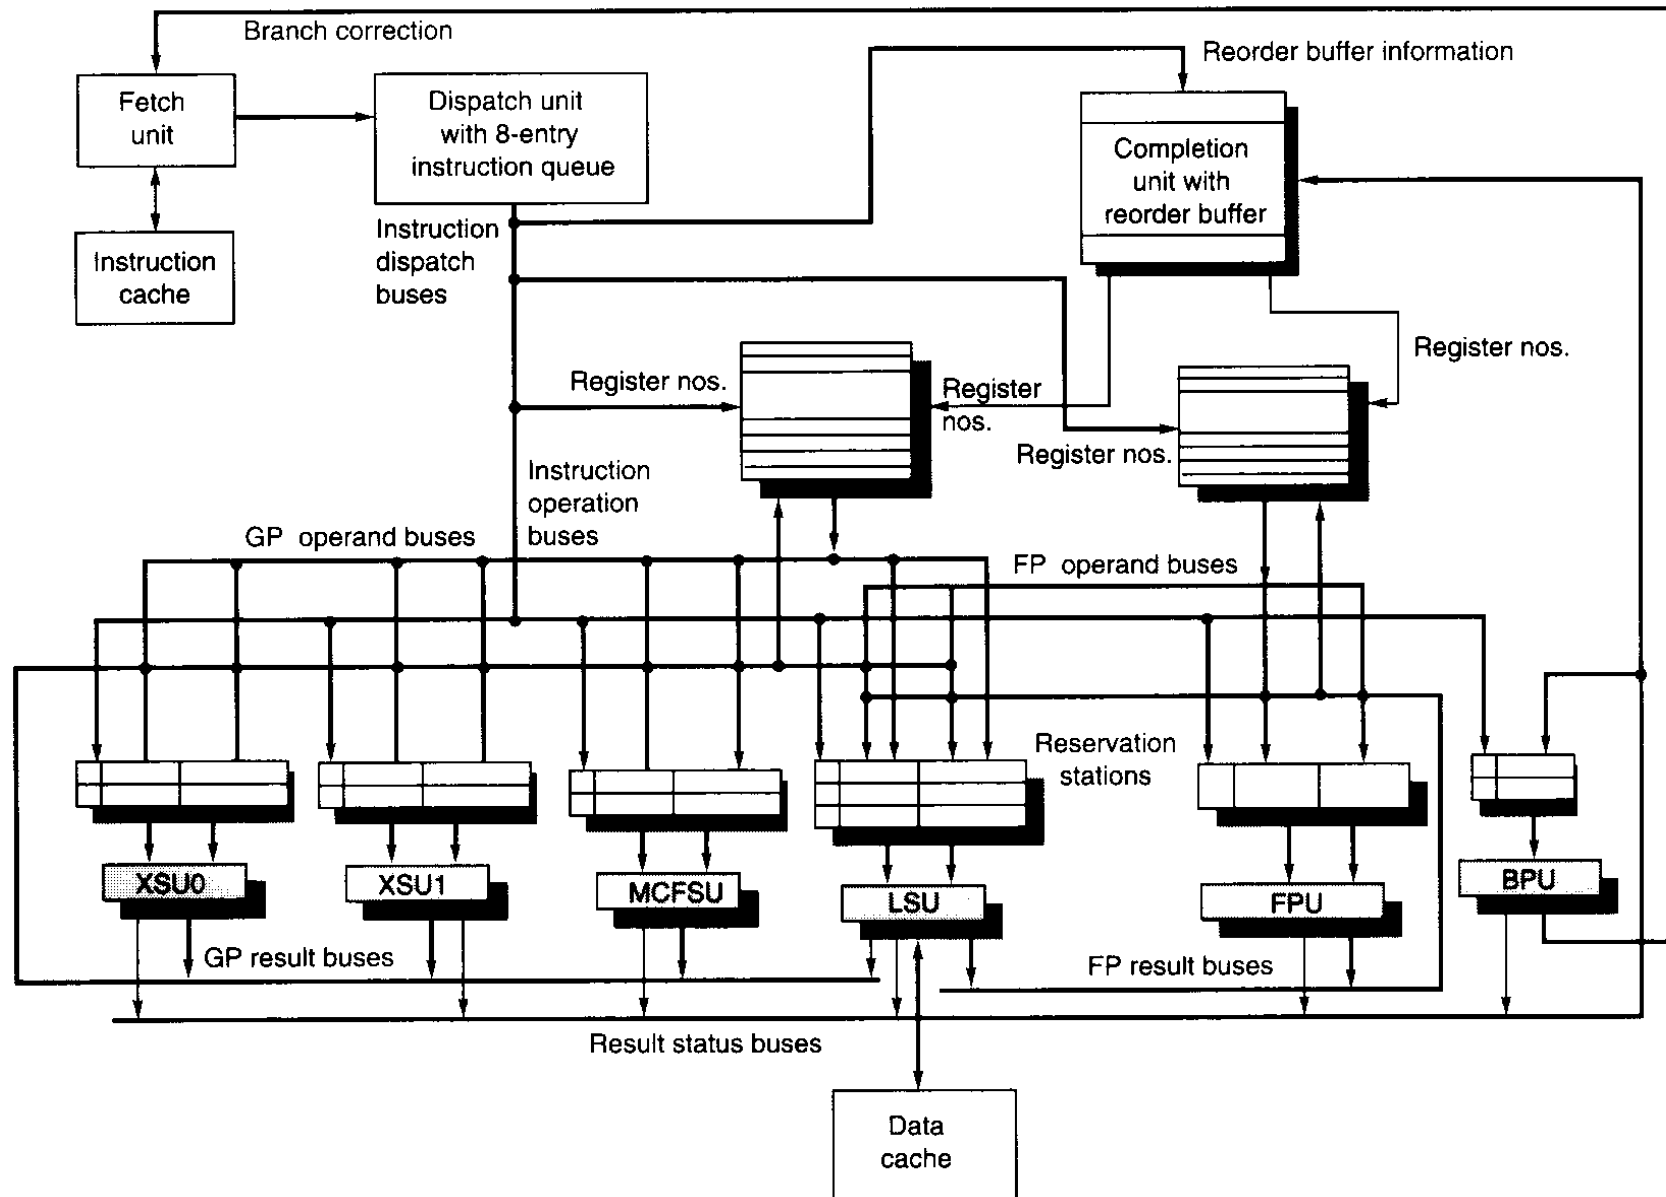 Branch correction
Reorder buffer information
Fetch
unit
Dispatch unit
with 8-entry
instruction queue
Completion
unit with
reorder buffer
Instruction
dispatch
buses
Instruction
cache
Register nos.
Register nos.
Register
nos.
Register nos.
Instruction
operation
buses
GP operand buses
FP operand buses
Reservation
stations
XSU0
XSU1
MCFSU
LSU
FPU
BPU
GP result buses
FP result buses
Result status buses
Data
cache